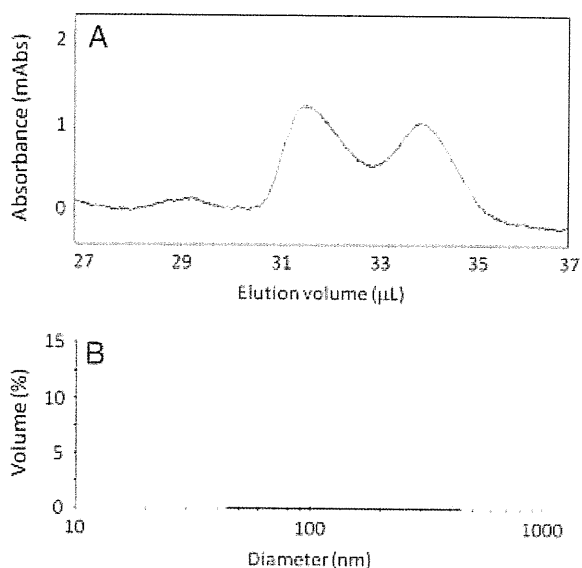 A
Absorbance (mAbs)
2
1
0
27 29 31 33 35 37
Elution volume (μL)
B
Volume (%)
15
10
5
0
10 100 1000
Diameter (nm)